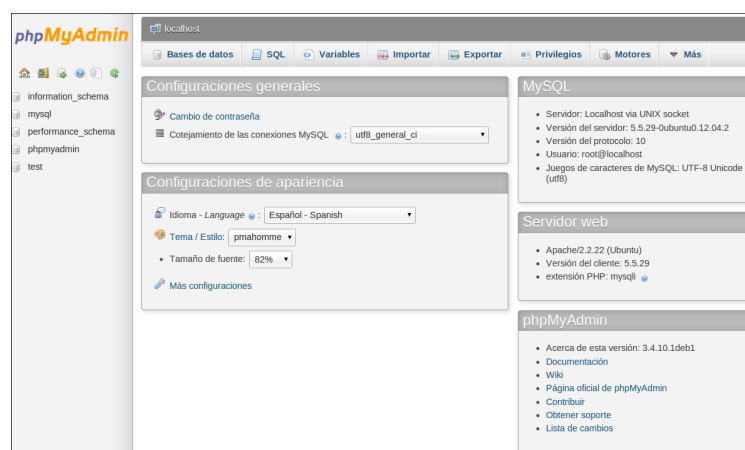 phpMyAdmin
information_schema
mysql
performance_schema
phpmyadmin
test
localhost
Bases de datos SQL Variables Importar Exportar Privilegios Motores Más
Configuraciones generales
Cambio de contraseña
Cotejamiento de las conexiones MySQL : utf8_general_ci
Configuraciones de apariencia
Idioma - Language : Español - Spanish
Tema / Estilo: pmahomme
• Tamaño de fuente: 82%
Más configuraciones
MySQL
• Servidor: Localhost via UNIX socket
• Versión del servidor: 5.5.29-0ubuntu0.12.04.2
• Versión del protocolo: 10
• Usuario: root@localhost
• Juegos de caracteres de MySQL: UTF-8 Unicode
(utf8)
Servidor web
• Apache/2.2.22 (Ubuntu)
• Versión del cliente: 5.5.29
• extensión PHP: mysqli
phpMyAdmin
• Acerca de esta versión: 3.4.10.1deb1
• Documentación
• Wiki
• Página oficial de phpMyAdmin
• Contribuir
• Obtener soporte
• Lista de cambios